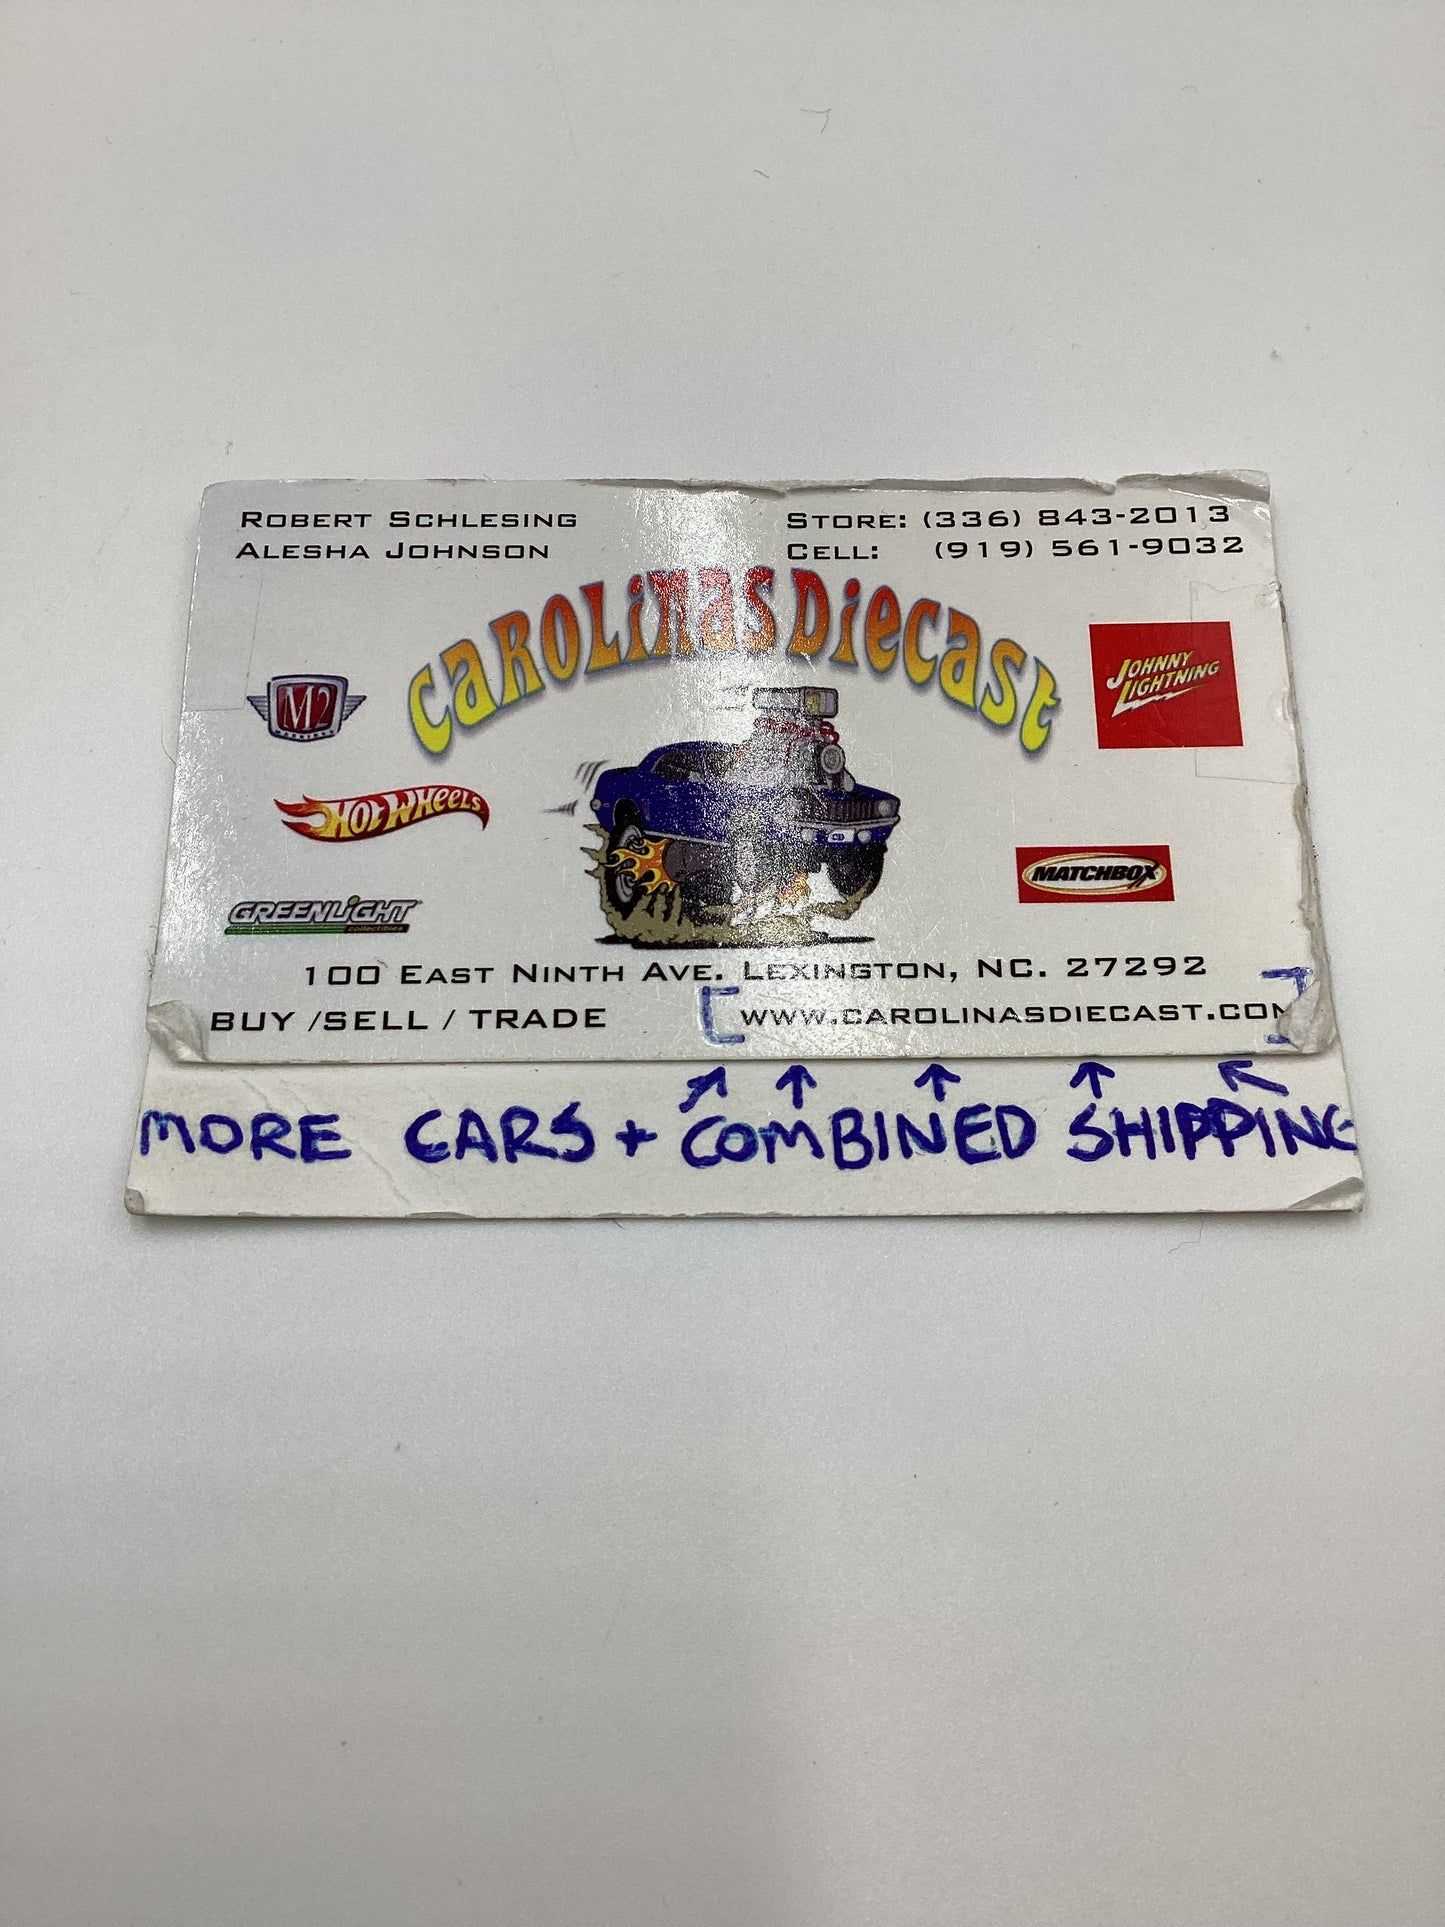 ROBERT SCHLESING
ALESHA JOHNSON
STORE: (336) 843-2013
CELL: (919) 561-9032
CAROLINAS DIECAST
M2
MACHINES
JOHNNY
LIGHTNING
HOT WHEELS
MATCHBOX
GREENLIGHT
collectibles
100 EAST NINTH AVE. LEXINGTON, NC. 27292
BUY /SELL / TRADE
[WWW.CAROLINASDIECAST.COM]
MORE CARS + COMBINED SHIPPING